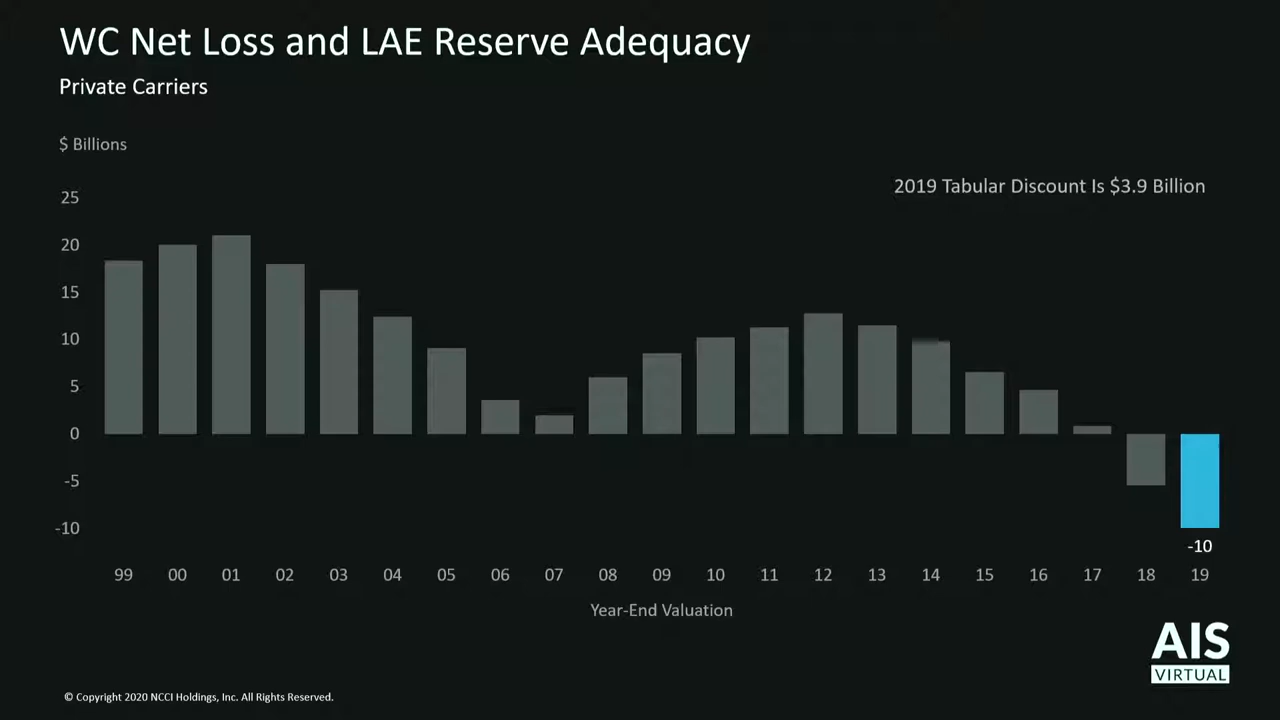 WC Net Loss and LAE Reserve Adequacy
Private Carriers
$ Billions
2019 Tabular Discount Is $3.9 Billion
25
20
15
10
5
0
-5
-10
-10
99 00 01 02 03 04 05 06 07 08 09 10 11 12 13 14 15 16 17 18 19
Year-End Valuation
AIS
VIRTUAL
© Copyright 2020 NCCI Holdings, Inc. All Rights Reserved.